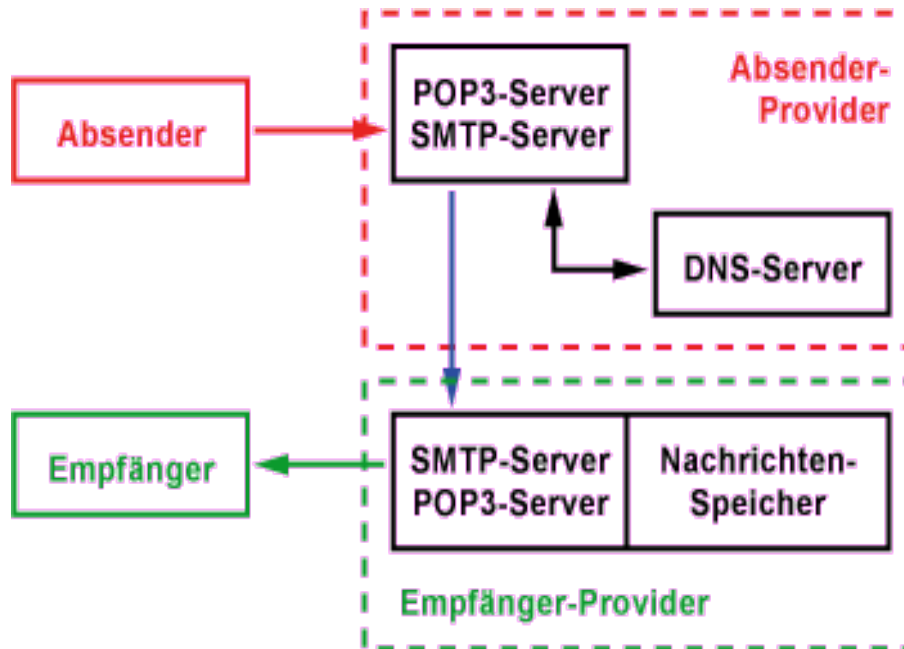 Absender-
Provider
POP3-Server
SMTP-Server
Absender
DNS-Server
Empfänger
SMTP-Server
POP3-Server
Nachrichten-
Speicher
Empfänger-Provider